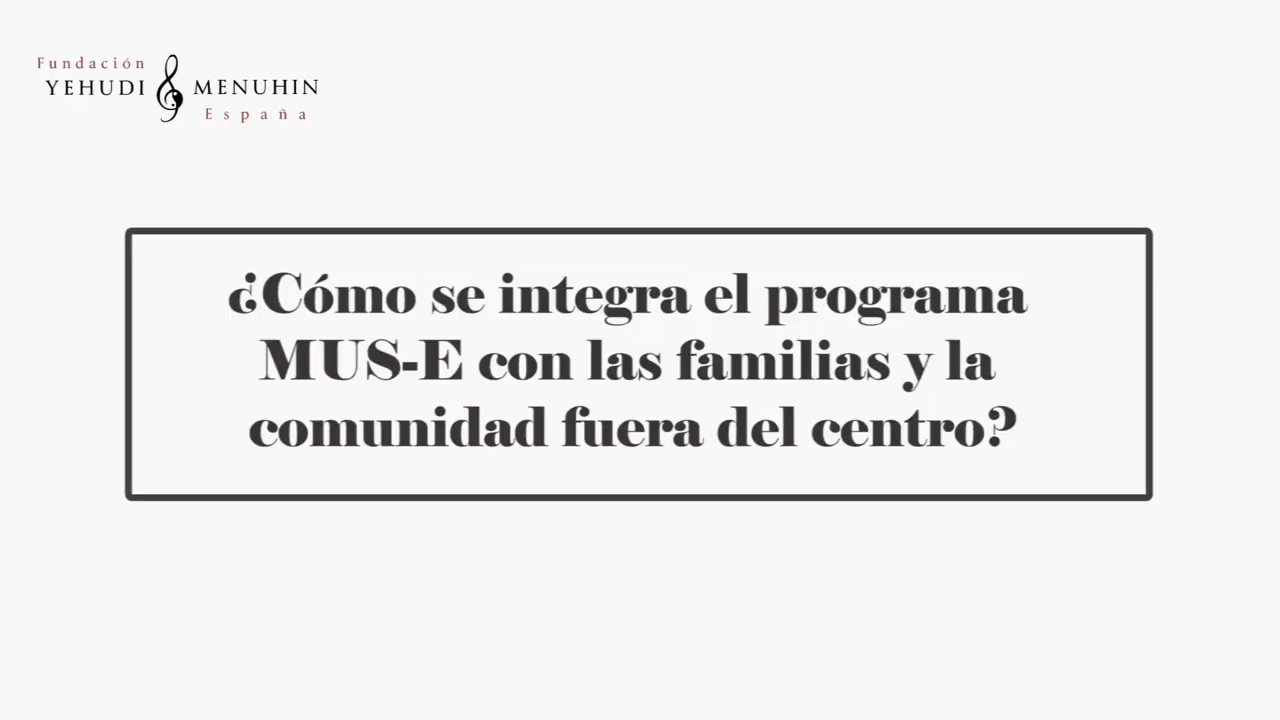 Fundación
YEHUDI MENUHIN
España
¿Cómo se integra el programa
MUS-E con las familias y la
comunidad fuera del centro?